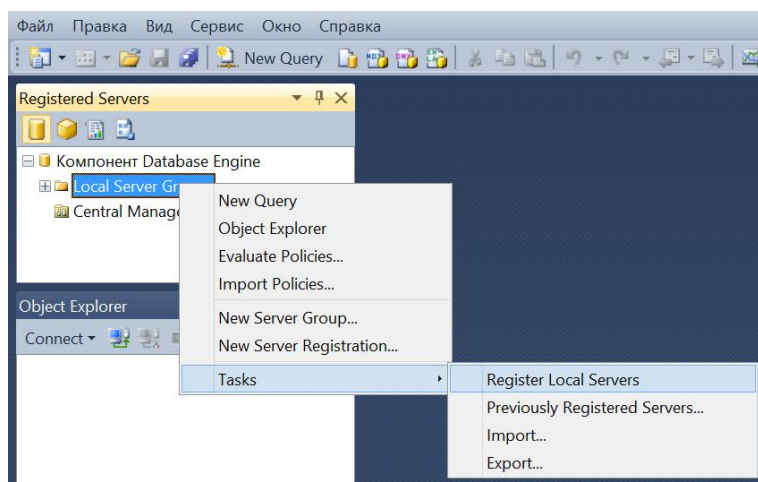 Файл Правка Вид Сервис Окно Справка
New Query
Registered Servers
Компонент Database Engine
Local Server Gr
Central Manage
New Query
Object Explorer
Evaluate Policies...
Import Policies...
New Server Group...
New Server Registration...
Tasks
Object Explorer
Connect
Register Local Servers
Previously Registered Servers...
Import...
Export...